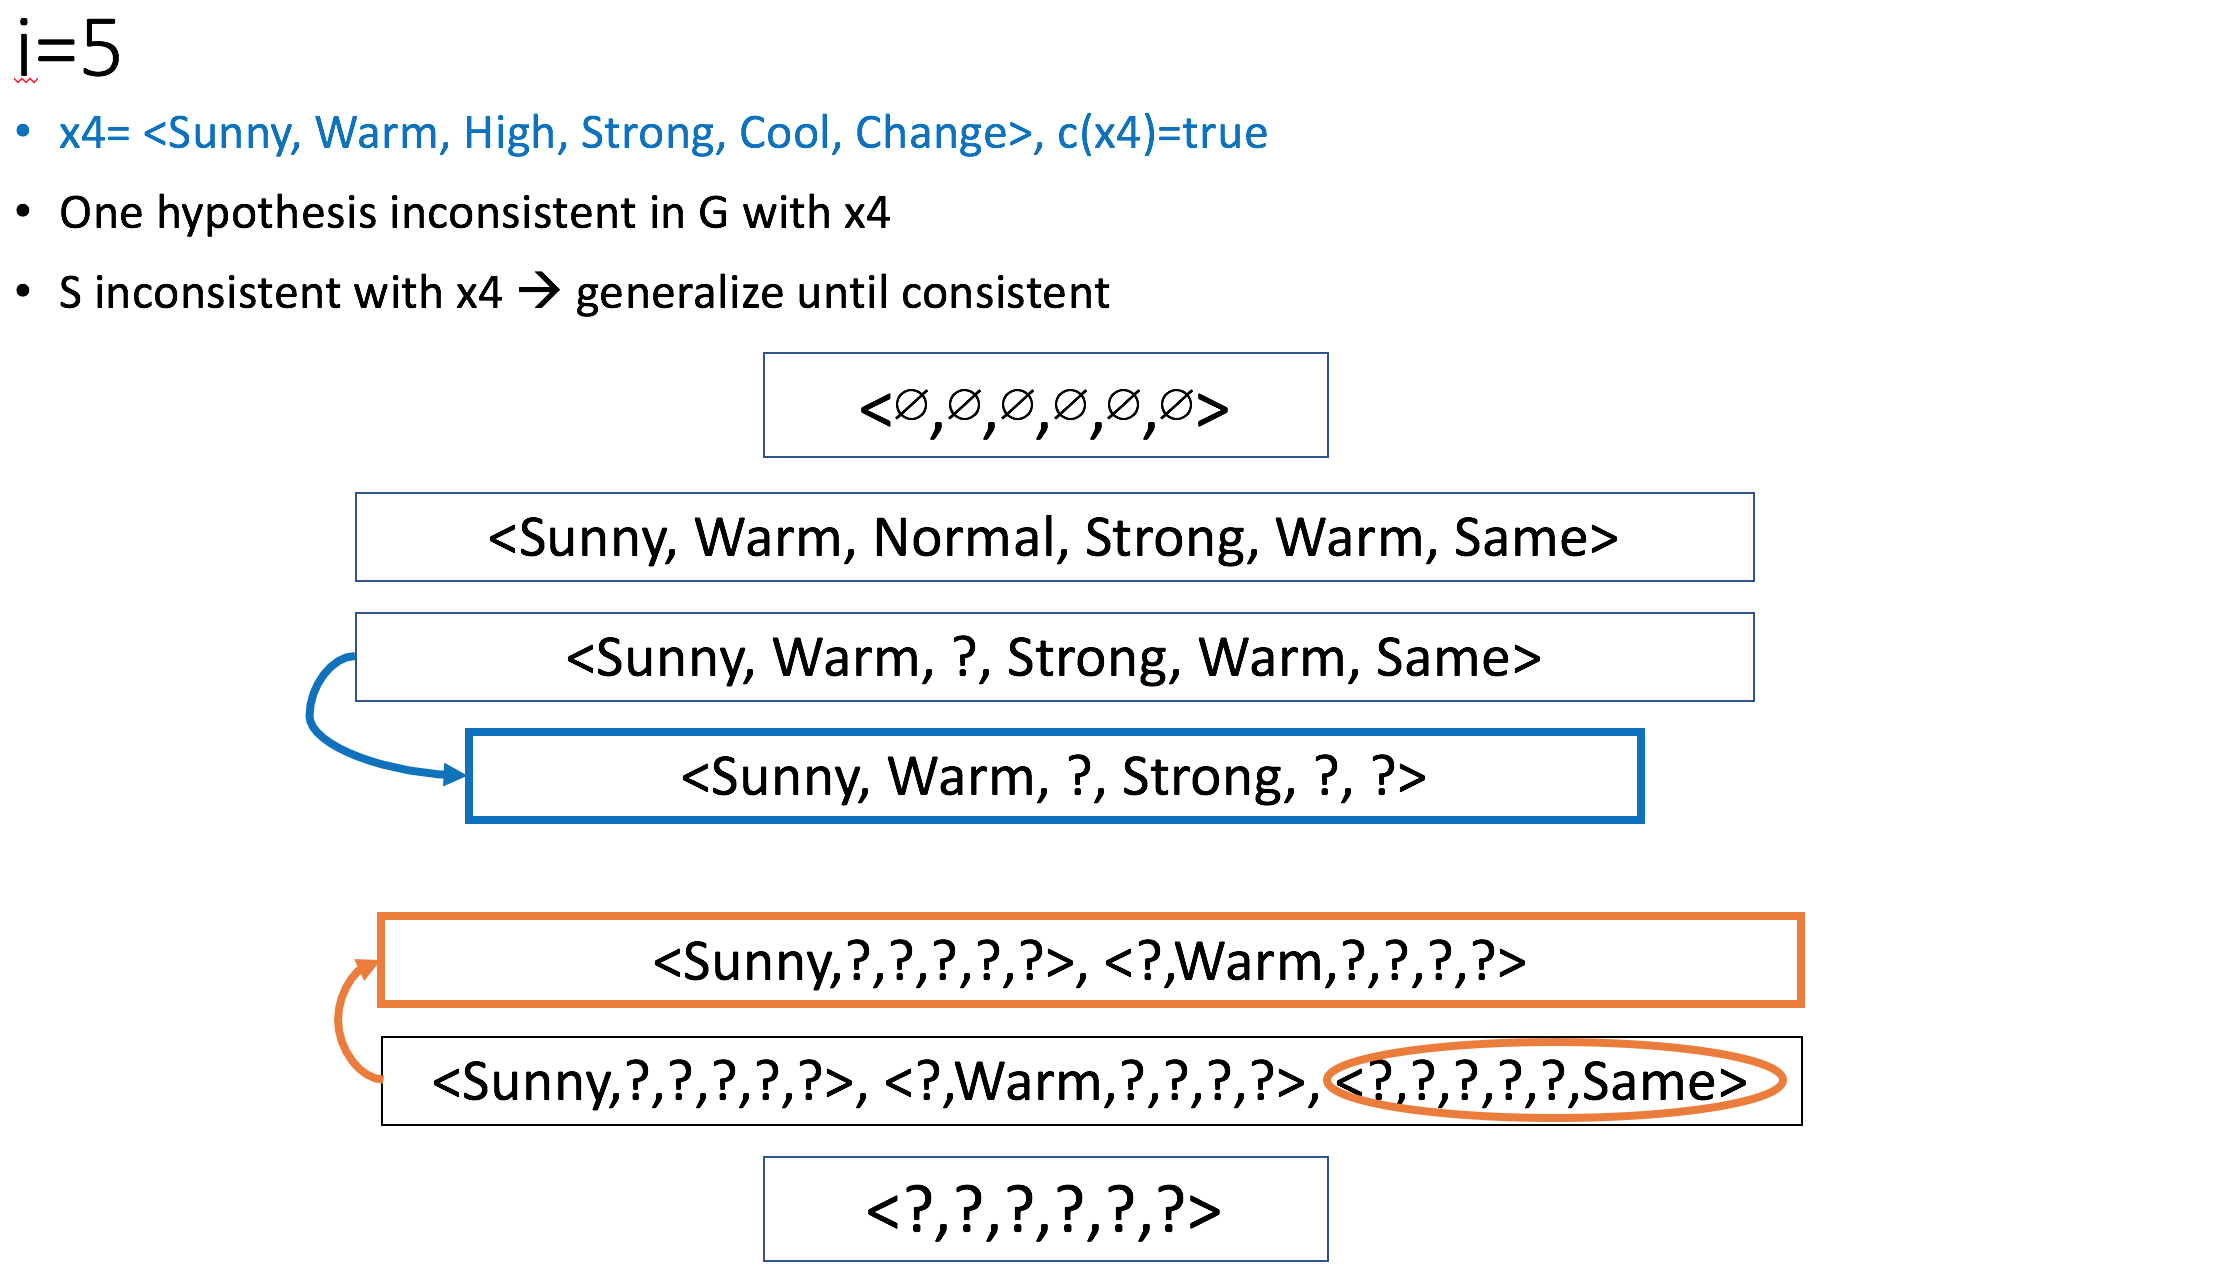 i=5
• x4= <Sunny, Warm, High, Strong, Cool, Change>, c(x4)=true
• One hypothesis inconsistent in G with x4
• S inconsistent with x4 → generalize until consistent
<∅,∅,∅,∅,∅,∅>
<Sunny, Warm, Normal, Strong, Warm, Same>
<Sunny, Warm, ?, Strong, Warm, Same>
<Sunny, Warm, ?, Strong, ?, ?>
<Sunny,?,?,?,?,?>, <?,Warm,?,?,?,?>
<Sunny,?,?,?,?,?>, <?,Warm,?,?,?,?>, <?,?,?,?,?,Same>
<?,?,?,?,?,?>